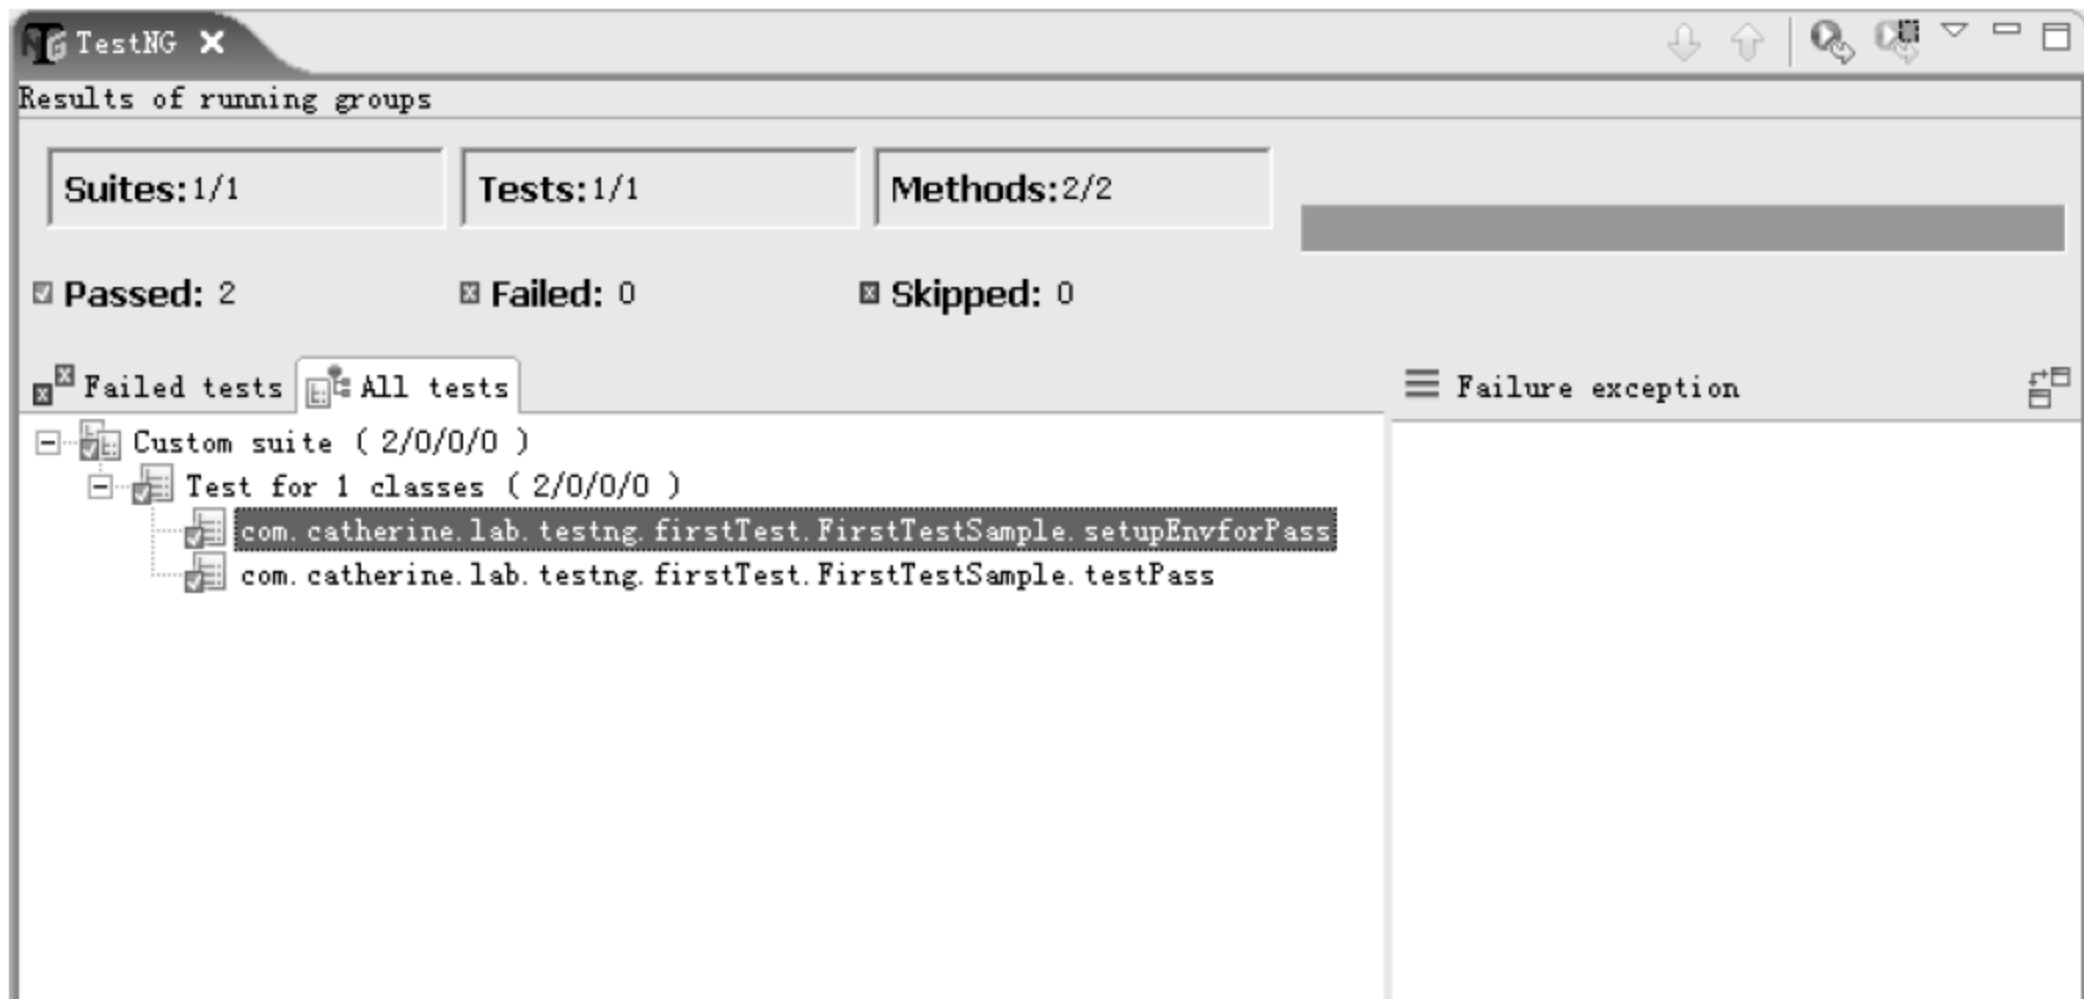 TestNG
Results of running groups
Suites: 1/1 Tests: 1/1 Methods: 2/2
Passed: 2 Failed: 0 Skipped: 0
Failed tests All tests Failure exception
Custom suite ( 2/0/0/0 )
Test for 1 classes ( 2/0/0/0 )
com.catherine.lab.testng.firstTest.FirstTestSample.setupEnvforPass
com.catherine.lab.testng.firstTest.FirstTestSample.testPass